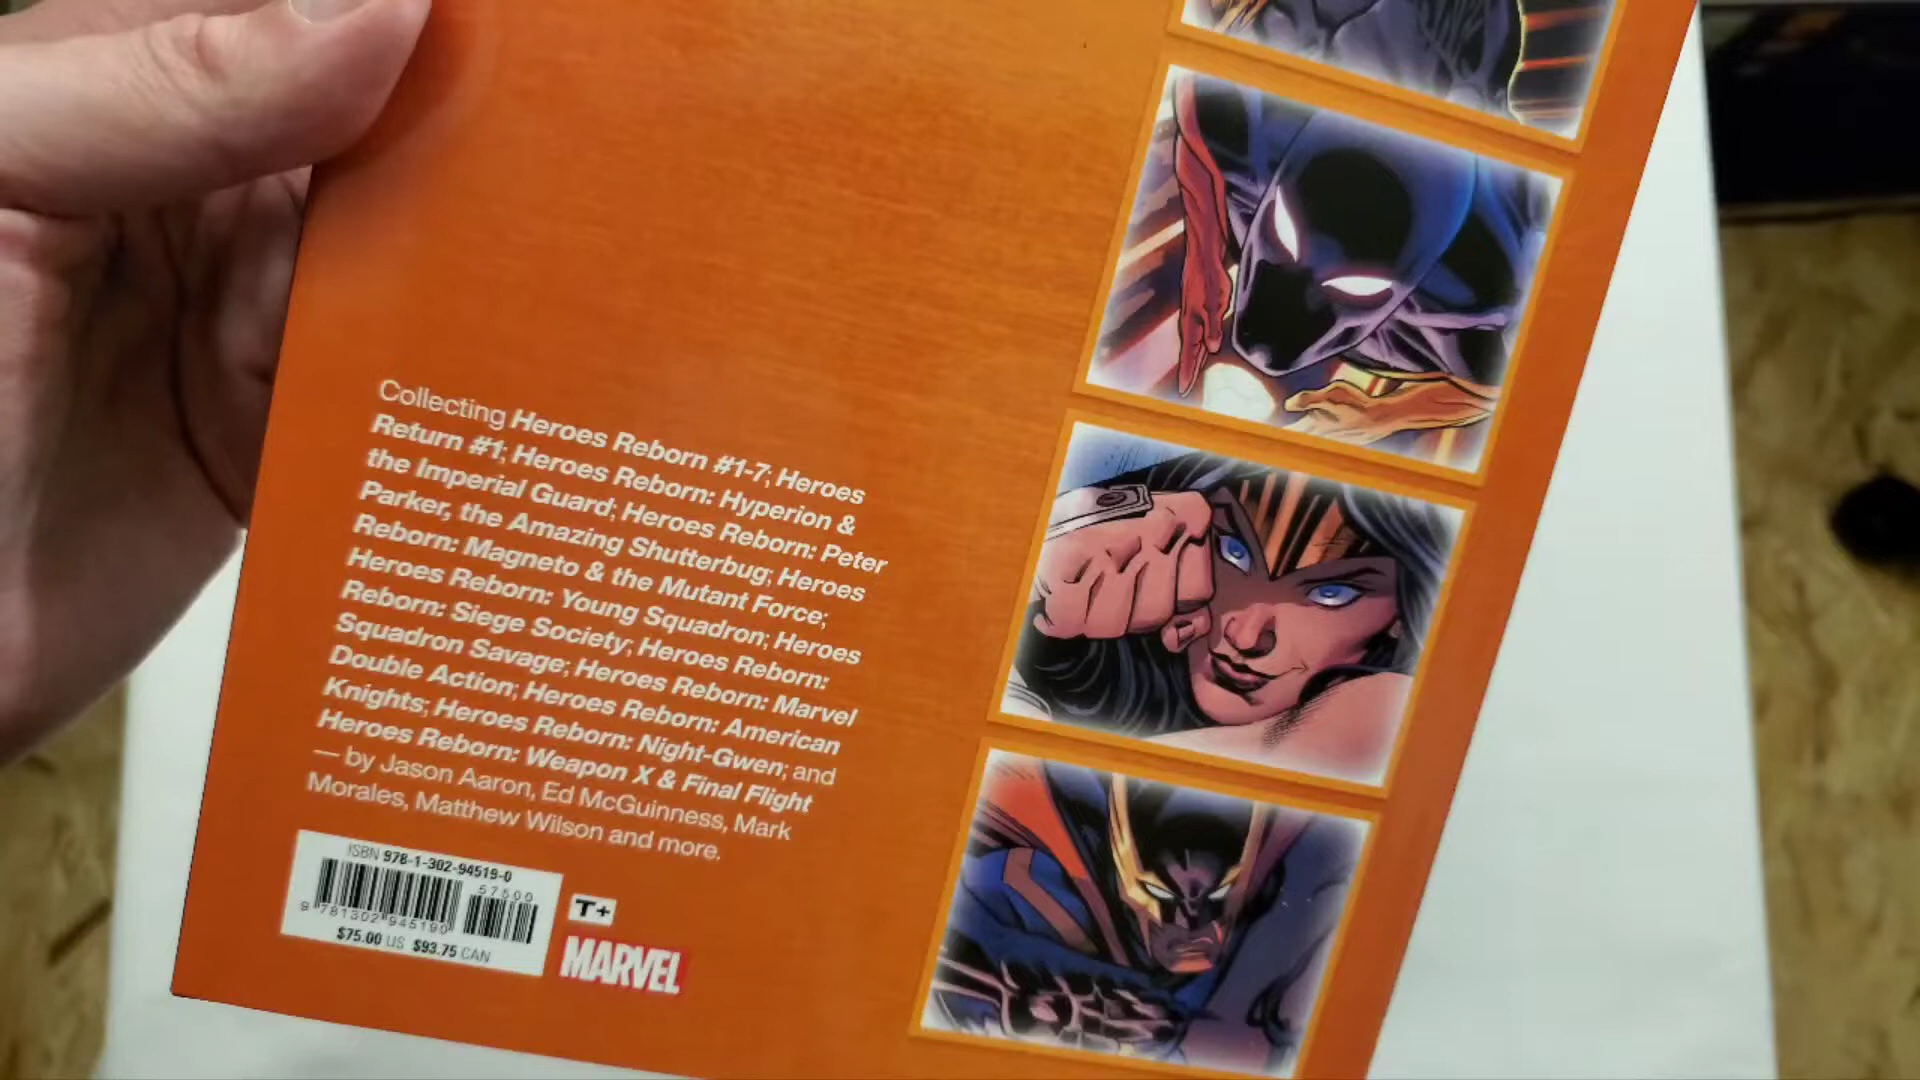 Collecting Heroes Reborn #1-7; Heroes
Return #1; Heroes Reborn: Hyperion &
the Imperial Guard; Heroes Reborn: Peter
Parker, the Amazing Shutterbug; Heroes
Reborn: Magneto & the Mutant Force;
Heroes Reborn: Young Squadron; Heroes
Reborn: Siege Society; Heroes Reborn:
Squadron Savage; Heroes Reborn: Marvel
Double Action; Heroes Reborn: American
Knights; Heroes Reborn: Night-Gwen; and
Heroes Reborn: Weapon X & Final Flight
— by Jason Aaron, Ed McGuinness, Mark
Morales, Matthew Wilson and more.
ISBN 978-1-302-94519-0
57500
9 781302 945190
$75.00 US $93.75 CAN
T+
MARVEL